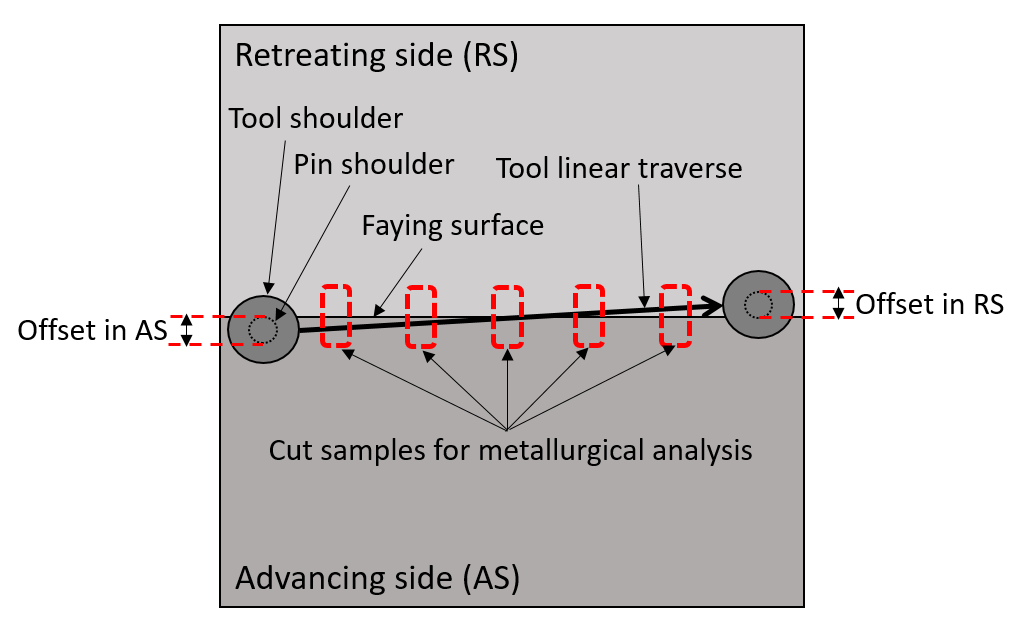 Retreating side (RS)
Tool shoulder
Pin shoulder
Tool linear traverse
Faying surface
Offset in AS
Offset in RS
Cut samples for metallurgical analysis
Advancing side (AS)